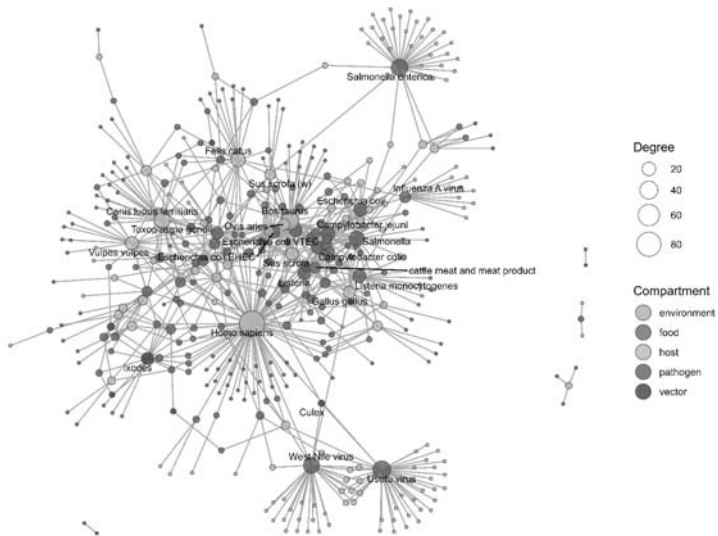 Salmonella enterica
Felis catus
Sus scrofa (w)
Influenza A virus
Escherichia coli
Canis lupus familiaris
Bos taurus
Ovis aries
Campylobacter jejuni
Toxoplasma gondii
Escherichia coli VTEC
Salmonella
Vulpes vulpes
Escherichia coli EHEC
Campylobacter coli
Sus scrofa
cattle meat and meat product
Listeria
Listeria monocytogenes
Gallus gallus
Homo sapiens
Ixodes
Culex
West Nile virus
Usutu virus
Degree
20
40
60
80
Compartment
environment
food
host
pathogen
vector